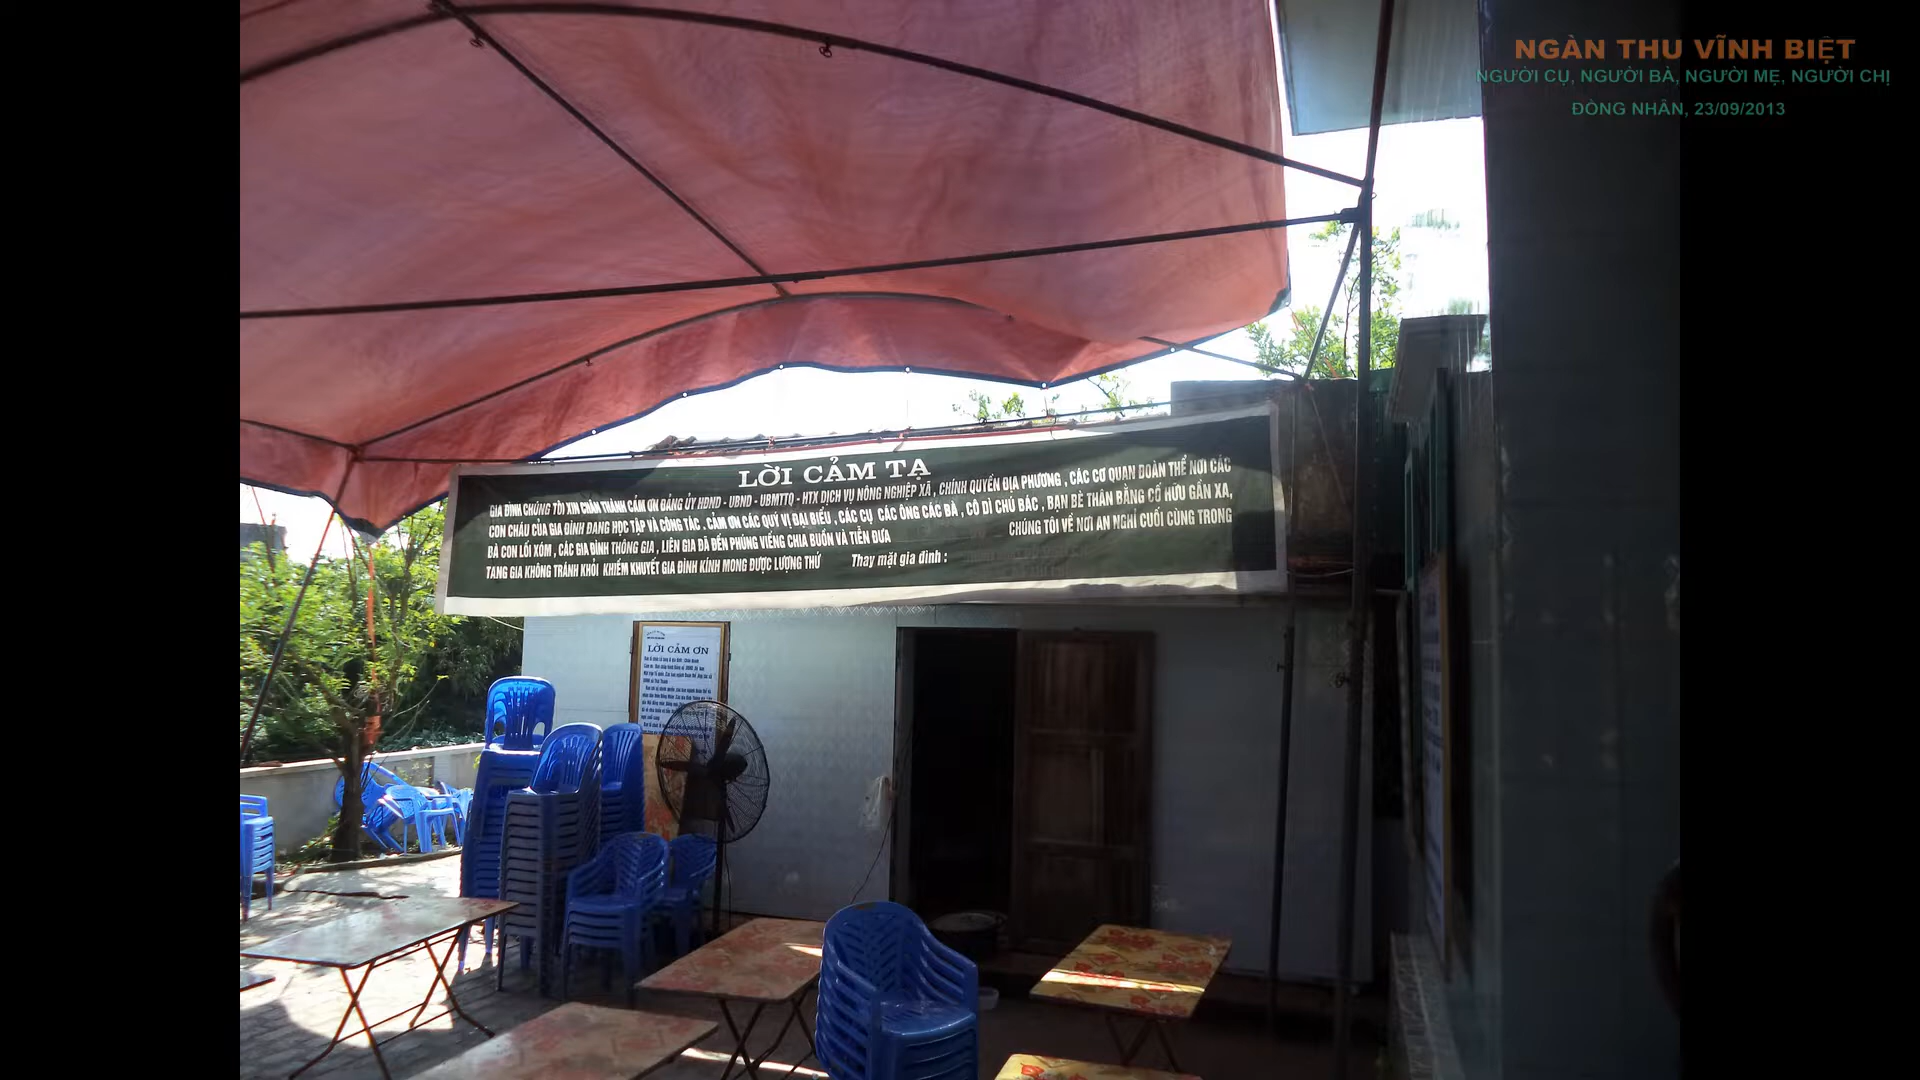 NGÀN THU VĨNH BIỆT
NGƯỜI CỤ, NGƯỜI BÀ, NGƯỜI MẸ, NGƯỜI CHỊ
ĐÒNG NHÂN, 23/09/2013
LỜI CẢM TẠ
GIA ĐÌNH CHÚNG TÔI XIN CHÂN THÀNH CẢM ƠN ĐẢNG ỦY HĐND - UBND - UBMTTQ - HTX DỊCH VỤ NÔNG NGHIỆP XÃ , CHÍNH QUYỀN ĐỊA PHƯƠNG , CÁC CƠ QUAN ĐOÀN THỂ NƠI CÁC
CON CHÁU CỦA GIA ĐÌNH ĐANG HỌC TẬP VÀ CÔNG TÁC . CẢM ƠN CÁC QUÝ VỊ ĐẠI BIỂU , CÁC CỤ CÁC ÔNG CÁC BÀ , CÔ DÌ CHÚ BÁC , BẠN BÈ THÂN BẰNG CỐ HỮU GẦN XA,
BÀ CON LỐI XÓM , CÁC GIA ĐÌNH THÔNG GIA , LIÊN GIA ĐÃ ĐẾN PHÚNG VIẾNG CHIA BUỒN VÀ TIỄN ĐƯA CHÚNG TÔI VỀ NƠI AN NGHỈ CUỐI CÙNG TRONG
TANG GIA KHÔNG TRÁNH KHỎI KHIẾM KHUYẾT GIA ĐÌNH KÍNH MONG ĐƯỢC LƯỢNG THỨ Thay mặt gia đình :
LỜI CẢM ƠN